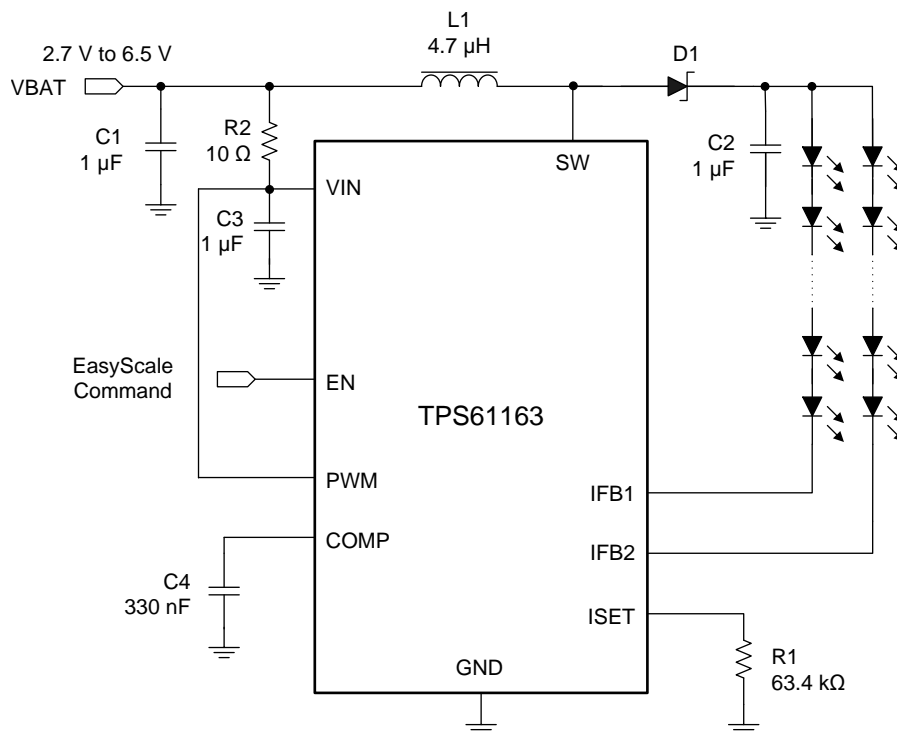 2.7 V to 6.5 V
VBAT
L1
4.7 µH
D1
C1
1 µF
R2
10 Ω
C2
1 µF
SW
VIN
C3
1 µF
EasyScale
Command
EN
TPS61163
PWM
IFB1
COMP
IFB2
C4
330 nF
ISET
R1
63.4 kΩ
GND